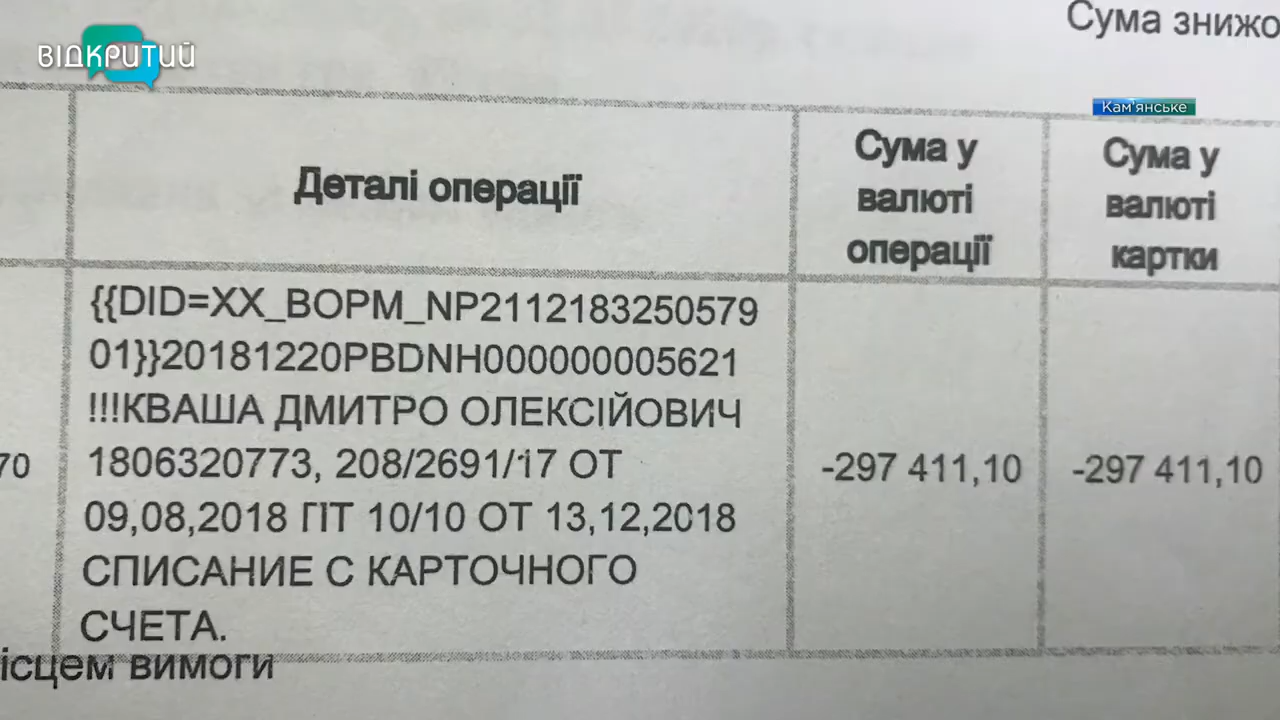 ВІДКРИТИЙ
Сума знижо
Кам'янське
Деталі операції
Сума у
валюті
операції
Сума у
валюті
картки
{{DID=XX_BOPM_NP2112183250579
01}}20181220PBDNH000000005621
!!!КВАША ДМИТРО ОЛЕКСІЙОВИЧ
1806320773, 208/2691/17 ОТ
09,08,2018 ГІТ 10/10 ОТ 13,12,2018
СПИСАНИЕ С КАРТОЧНОГО
СЧЕТА.
70
-297 411,10
-297 411,10
ісцем вимоги